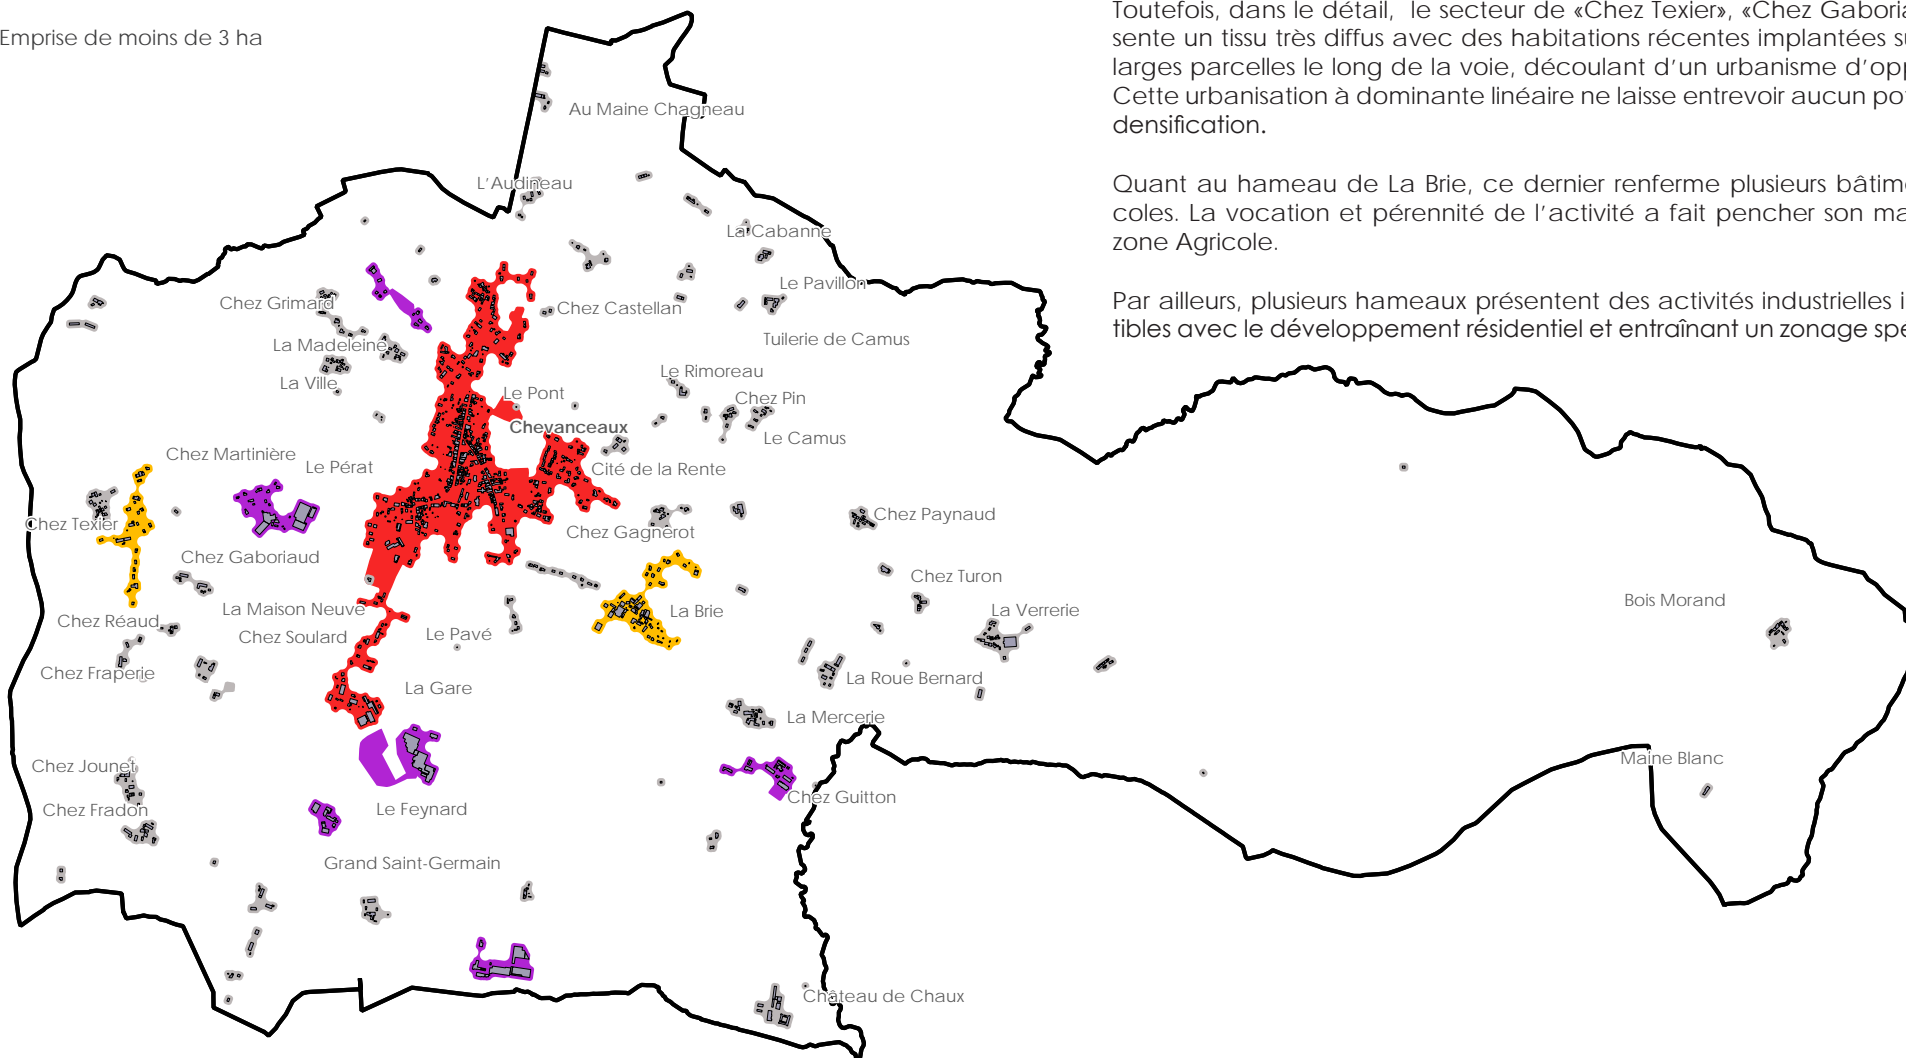 Emprise de moins de 3 ha
Toutefois, dans le détail, le secteur de «Chez Texier», «Chez
sente un tissu très diffus avec des habitations récentes implantées
larges parcelles le long de la voie, découlant d'un urbanisme
Cette urbanisation à dominante linéaire ne laisse entrevoir aucun
densification.
Quant au hameau de La Brie, ce dernier renferme plusieurs
coles. La vocation et pérennité de l'activité a fait pencher son
zone Agricole.
Par ailleurs, plusieurs hameaux présentent des activités industrielles
tibles avec le développement résidentiel et entraînant un zonage
Au Maine Chagneau
L'Audineau
La Cabanne
Le Pavillon
Chez Grimard
Chez Castellan
Tuilerie de Camus
La Madeleine
La Ville
Le Rimoreau
Le Pont
Chez Pin
Chevanceaux
Le Camus
Chez Martinière
Le Pérat
Cité de la Rente
Chez Texier
Chez Gagnerot
Chez Paynaud
Chez Gaboriaud
Chez Turon
La Maison Neuve
La Brie
La Verrerie
Bois Morand
Chez Réaud
Chez Soulard
Le Pavé
Chez Fraperie
La Gare
La Roue Bernard
La Mercerie
Chez Jounet
Maine Blanc
Chez Fradon
Le Feynard
Chez Guitton
Grand Saint-Germain
Château de Chaux